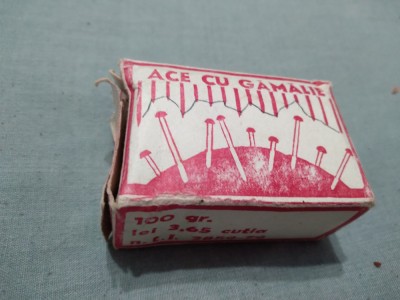 ACE CU GAMALIE
100 gr.
lei 3,65 cutia
n.t.i.